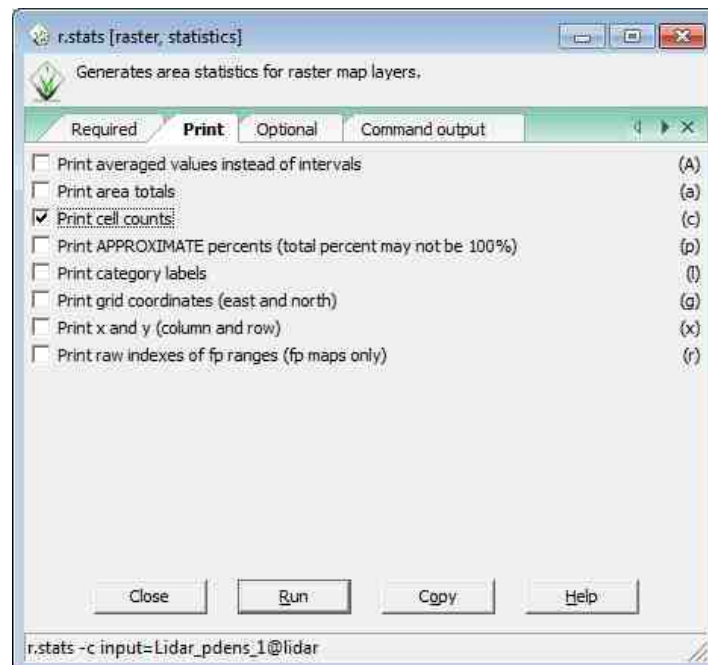 r.stats [raster, statistics]
Generates area statistics for raster map layers.
Required Print Optional Command output
Print averaged values instead of intervals (A)
Print area totals (a)
Print cell counts (c)
Print APPROXIMATE percents (total percent may not be 100%) (p)
Print category labels (l)
Print grid coordinates (east and north) (g)
Print x and y (column and row) (x)
Print raw indexes of fp ranges (fp maps only) (r)
Close Run Copy Help
r.stats -c input=Lidar_pdens_1@lidar